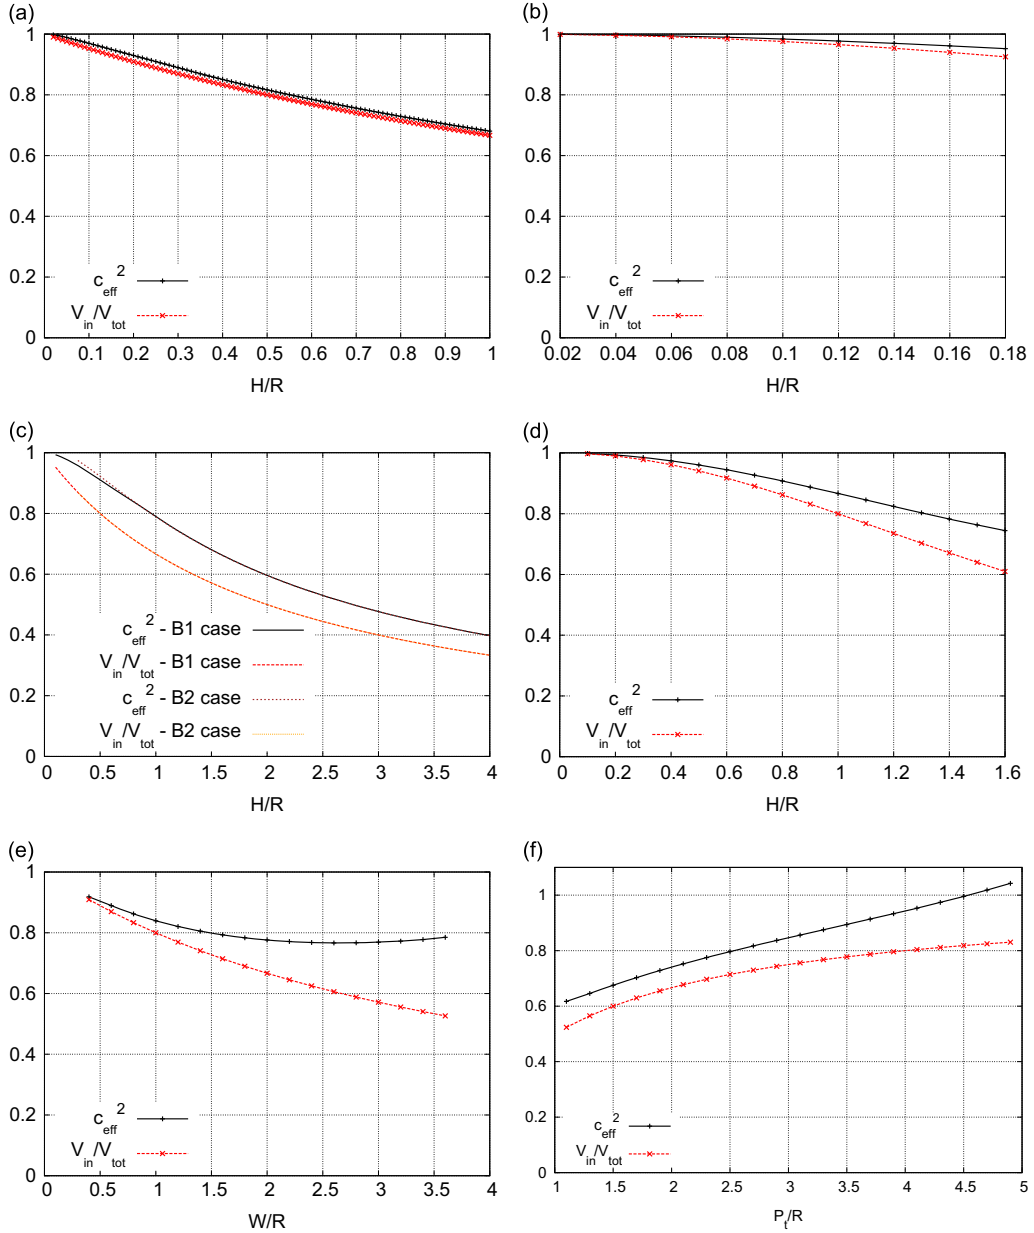 (a)
1
0.8
0.6
0.4
0.2
0
c_eff^2
V_in/V_tot
0 0.1 0.2 0.3 0.4 0.5 0.6 0.7 0.8 0.9 1
H/R
(b)
1
0.8
0.6
0.4
0.2
0
c_eff^2
V_in/V_tot
0.02 0.04 0.06 0.08 0.1 0.12 0.14 0.16 0.18
H/R
(c)
1
0.8
0.6
0.4
0.2
0
c_eff^2 - B1 case
V_in/V_tot - B1 case
c_eff^2 - B2 case
V_in/V_tot - B2 case
0 0.5 1 1.5 2 2.5 3 3.5 4
H/R
(d)
1
0.8
0.6
0.4
0.2
0
c_eff^2
V_in/V_tot
0 0.2 0.4 0.6 0.8 1 1.2 1.4 1.6
H/R
(e)
1
0.8
0.6
0.4
0.2
0
c_eff^2
V_in/V_tot
0 0.5 1 1.5 2 2.5 3 3.5 4
W/R
(f)
1
0.8
0.6
0.4
0.2
0
c_eff^2
V_in/V_tot
1 1.5 2 2.5 3 3.5 4 4.5 5
P_t/R